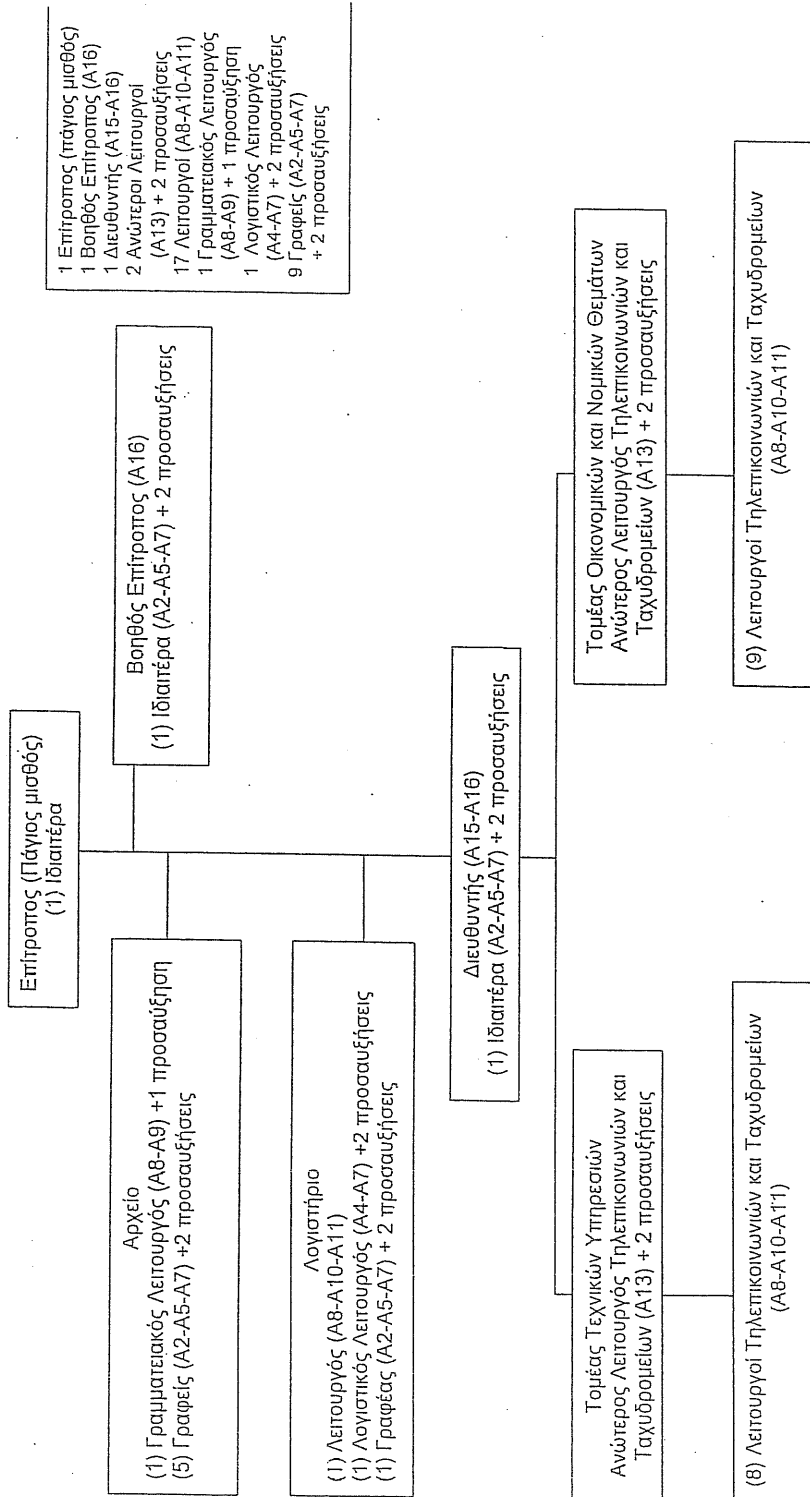 Επίτροπος (Πάγιος μισθός)
(1) Ιδιαιτέρα
1 Επίτροπος (πάγιος μισθός)
1 Βοηθός Επίτροπος (Α16)
1 Διευθυντής (Α15-Α16)
2 Ανώτεροι Λειτουργοί
(Α13) + 2 προσαυξήσεις
17 Λειτουργοί (Α8-Α10-Α11)
1 Γραμματειακός Λειτουργός
(Α8-Α9) + 1 προσαύξηση
1 Λογιστικός Λειτουργός
(Α4-Α7) + 2 προσαυξήσεις
9 Γραφείς (Α2-Α5-Α7)
+ 2 προσαυξήσεις
Αρχείο
(1) Γραμματειακός Λειτουργός (Α8-Α9) +1 προσαύξηση
(5) Γραφείς (Α2-Α5-Α7) +2 προσαυξήσεις
Βοηθός Επίτροπος (Α16)
(1) Ιδιαιτέρα (Α2-Α5-Α7) + 2 προσαυξήσεις
Λογιστήριο
(1) Λειτουργός (Α8-Α10-Α11)
(1) Λογιστικός Λειτουργός (Α4-Α7) +2 προσαυξήσεις
(1) Γραφέας (Α2-Α5-Α7) + 2 προσαυξήσεις
Διευθυντής (Α15-Α16)
(1) Ιδιαιτέρα (Α2-Α5-Α7) + 2 προσαυξήσεις
Τομέας Τεχνικών Υπηρεσιών
Ανώτερος Λειτουργός Τηλεπικοινωνιών και
Ταχυδρομείων (Α13) + 2 προσαυξήσεις
Τομέας Οικονομικών και Νομικών Θεμάτων
Ανώτερος Λειτουργός Τηλεπικοινωνιών και
Ταχυδρομείων (Α13) + 2 προσαυξήσεις
(8) Λειτουργοί Τηλεπικοινωνιών και Ταχυδρομείων
(Α8-Α10-Α11)
(9) Λειτουργοί Τηλεπικοινωνιών και Ταχυδρομείων
(Α8-Α10-Α11)